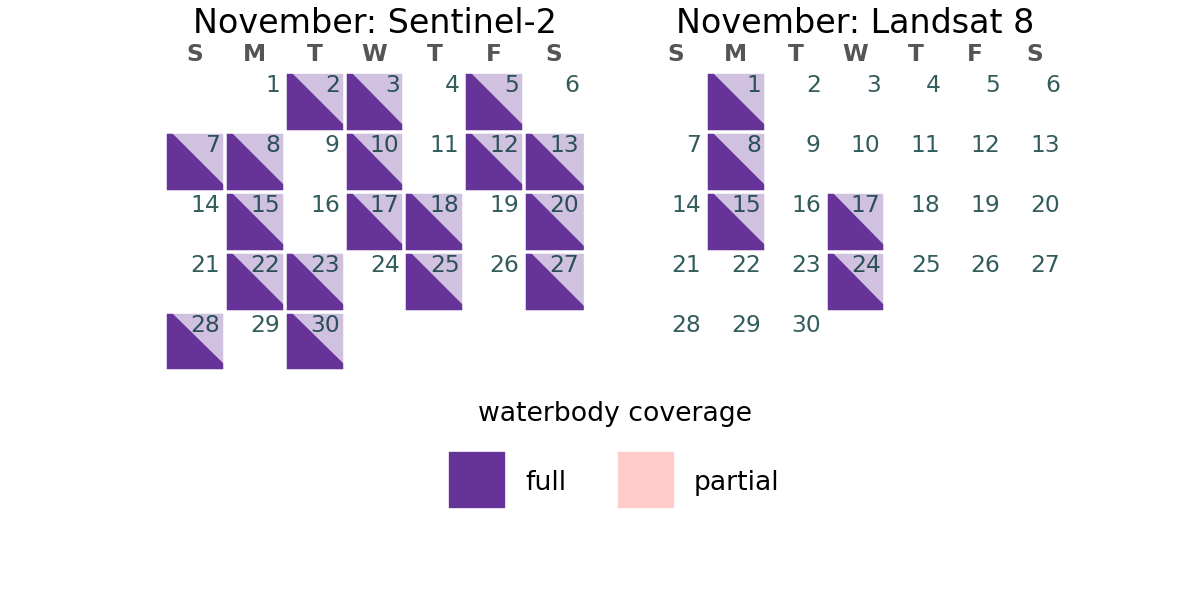 November: Sentinel-2
S M T W T F S
1 2 3 4 5 6
7 8 9 10 11 12 13
14 15 16 17 18 19 20
21 22 23 24 25 26 27
28 29 30
November: Landsat 8
S M T W T F S
1 2 3 4 5 6
7 8 9 10 11 12 13
14 15 16 17 18 19 20
21 22 23 24 25 26 27
28 29 30
waterbody coverage
full partial